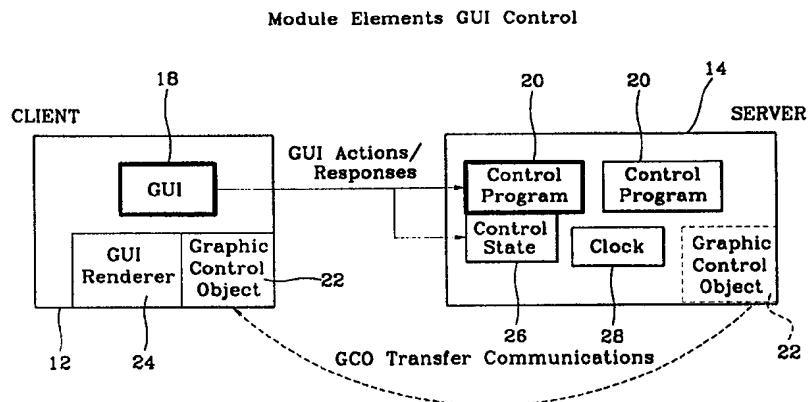 Module Elements GUI Control
18
20
20
14
CLIENT
SERVER
GUI
GUI Actions/
Responses
Control
Program
Control
Program
Control
State
Clock
GUI
Renderer
Graphic
Control
Object
Graphic
Control
Object
22
12
24
26
28
22
GCO Transfer Communications